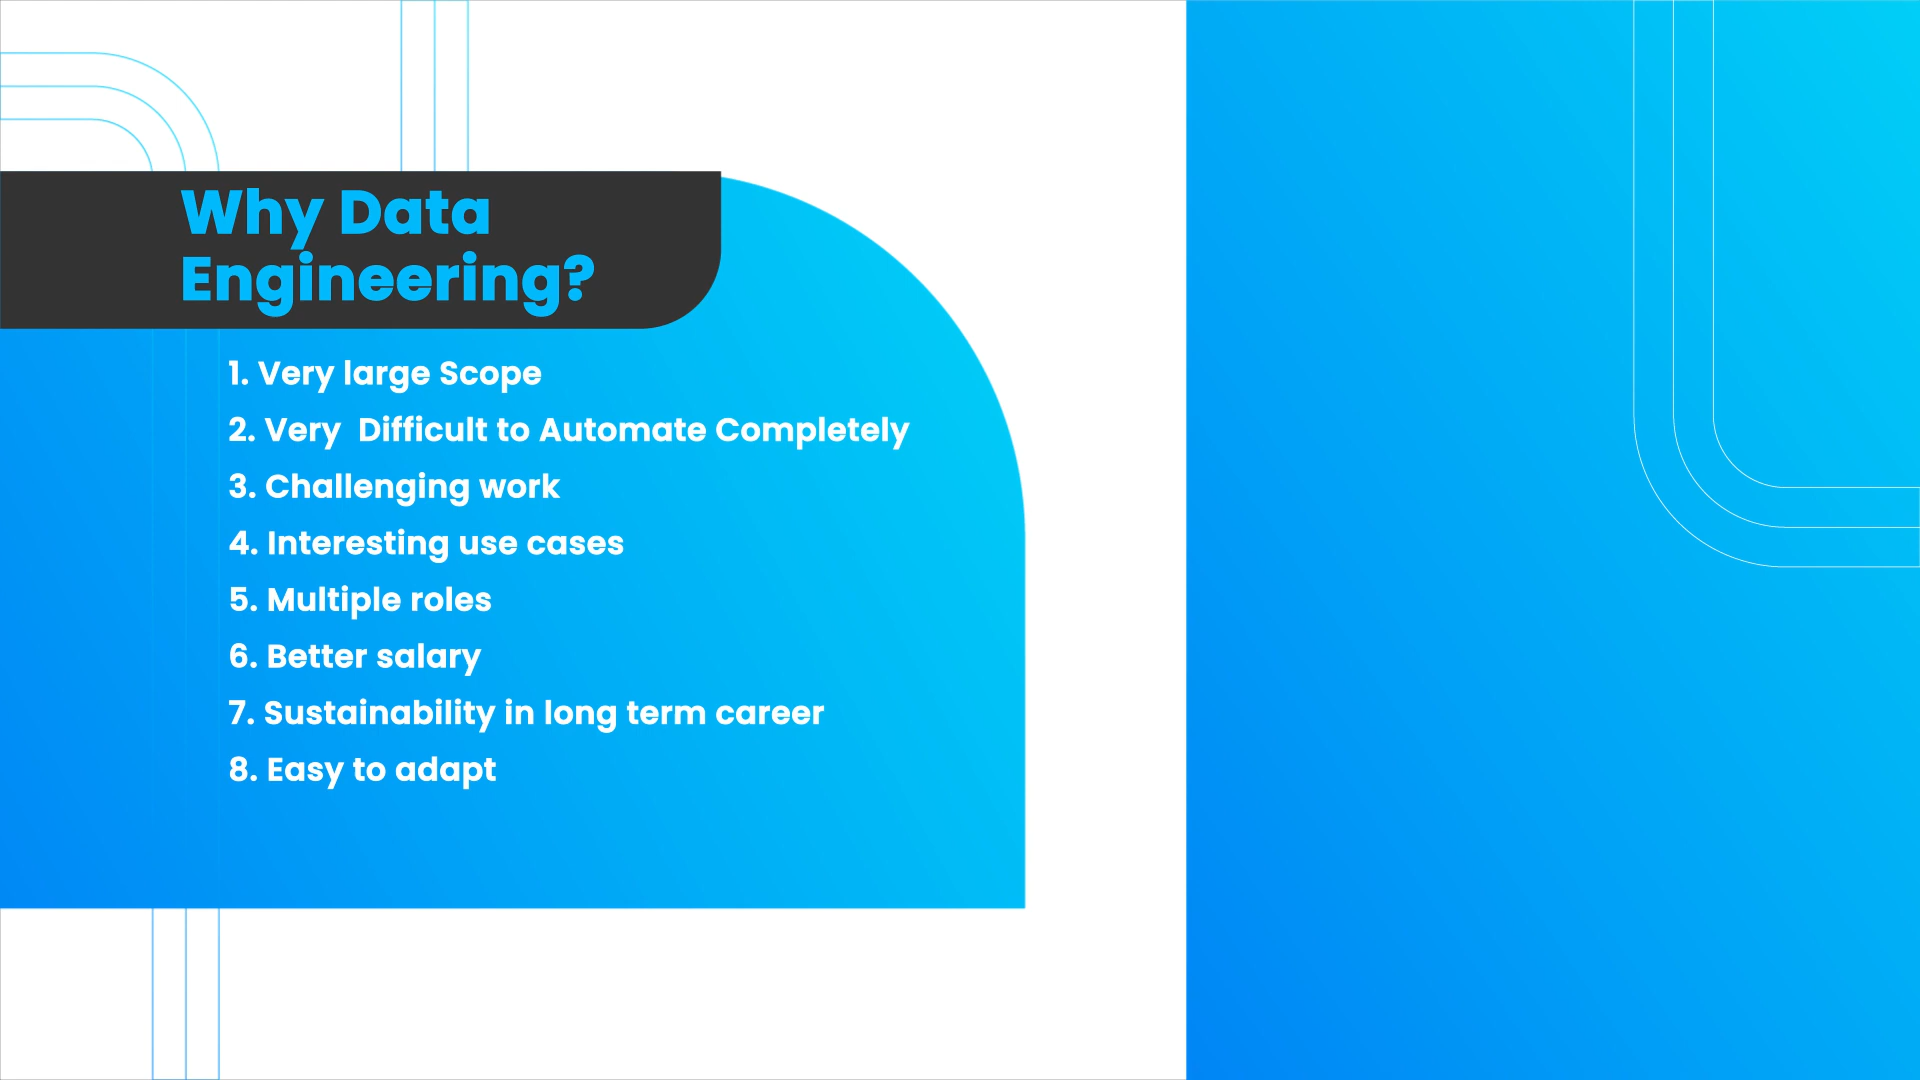 Why Data
Engineering?
1. Very large Scope
2. Very  Difficult to Automate Completely
3. Challenging work
4. Interesting use cases
5. Multiple roles
6. Better salary
7. Sustainability in long term career
8. Easy to adapt